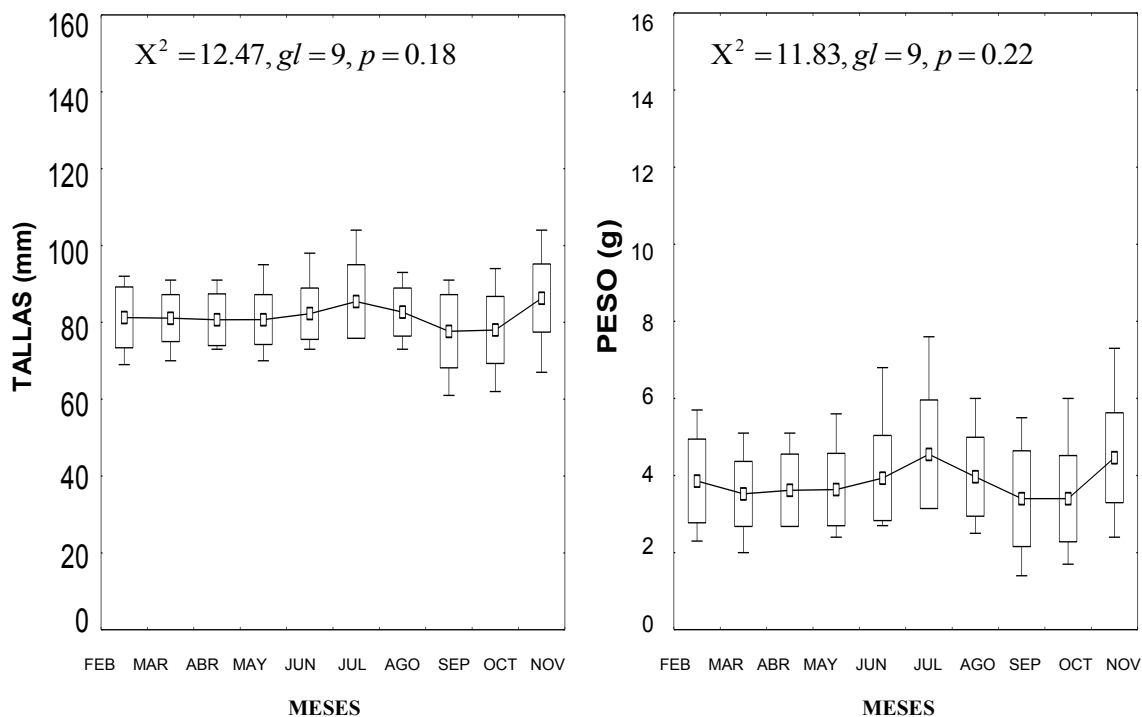 X² = 12.47, gl = 9, p = 0.18
160
140
120
100
80
60
40
20
0
TALLAS (mm)
FEB MAR ABR MAY JUN JUL AGO SEP OCT NOV
MESES
X² = 11.83, gl = 9, p = 0.22
16
14
12
10
8
6
4
2
0
PESO (g)
FEB MAR ABR MAY JUN JUL AGO SEP OCT NOV
MESES